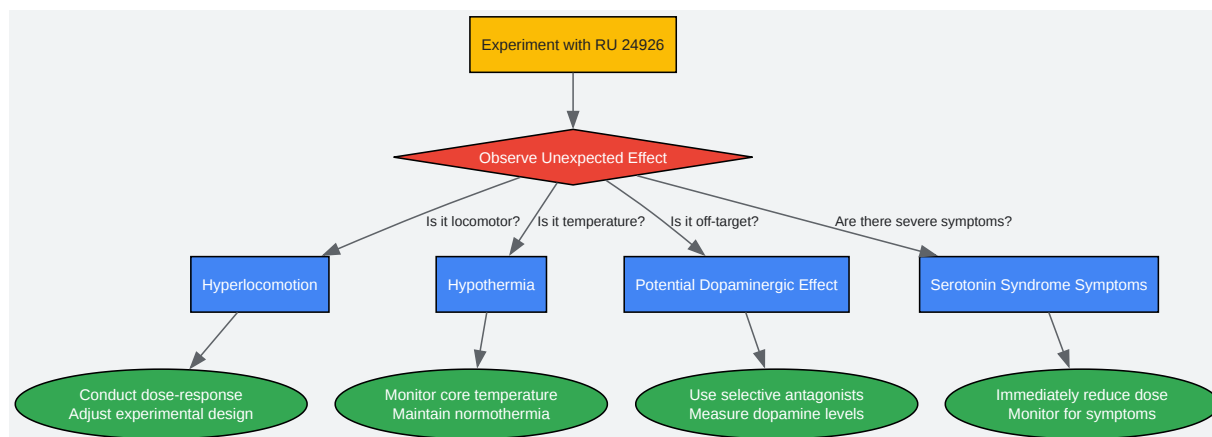 Experiment with RU 24926
Observe Unexpected Effect
Is it locomotor?
Is it temperature?
Is it off-target?
Are there severe symptoms?
Hyperlocomotion
Hypothermia
Potential Dopaminergic Effect
Serotonin Syndrome Symptoms
Conduct dose-response
Adjust experimental design
Monitor core temperature
Maintain normothermia
Use selective antagonists
Measure dopamine levels
Immediately reduce dose
Monitor for symptoms